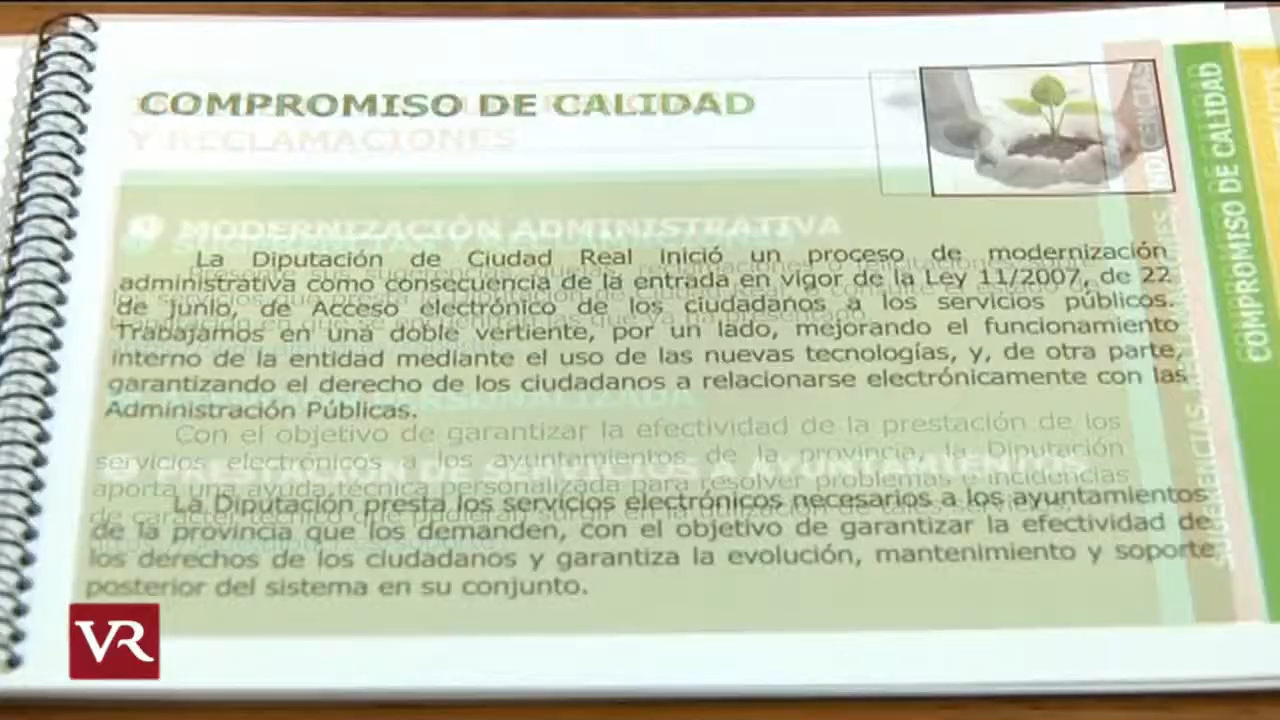 COMPROMISO DE CALIDAD
Y RECLAMACIONES
MODERNIZACIÓN ADMINISTRATIVA
La Diputación de Ciudad Real inició un proceso de modernización
administrativa como consecuencia de la entrada en vigor de la Ley 11/2007, de 22
de junio, de Acceso electrónico de los ciudadanos a los servicios públicos.
Trabajamos en una doble vertiente, por un lado, mejorando el funcionamiento
interno de la entidad mediante el uso de las nuevas tecnologías, y, de otra parte,
garantizando el derecho de los ciudadanos a relacionarse electrónicamente con las
Administración Públicas.
Con el objetivo de garantizar la efectividad de la prestación de los
servicios electrónicos a los ayuntamientos de la provincia, la Diputación
aporta una ayuda técnica personalizada para resolver problemas e incidencias
de carácter técnico que
La Diputación presta los servicios electrónicos necesarios a los ayuntamientos
de la provincia que los demanden, con el objetivo de garantizar la efectividad de
los derechos de los ciudadanos y garantiza la evolución, mantenimiento y soporte
posterior del sistema en su conjunto.
COMPROMISO DE CALIDAD
VR